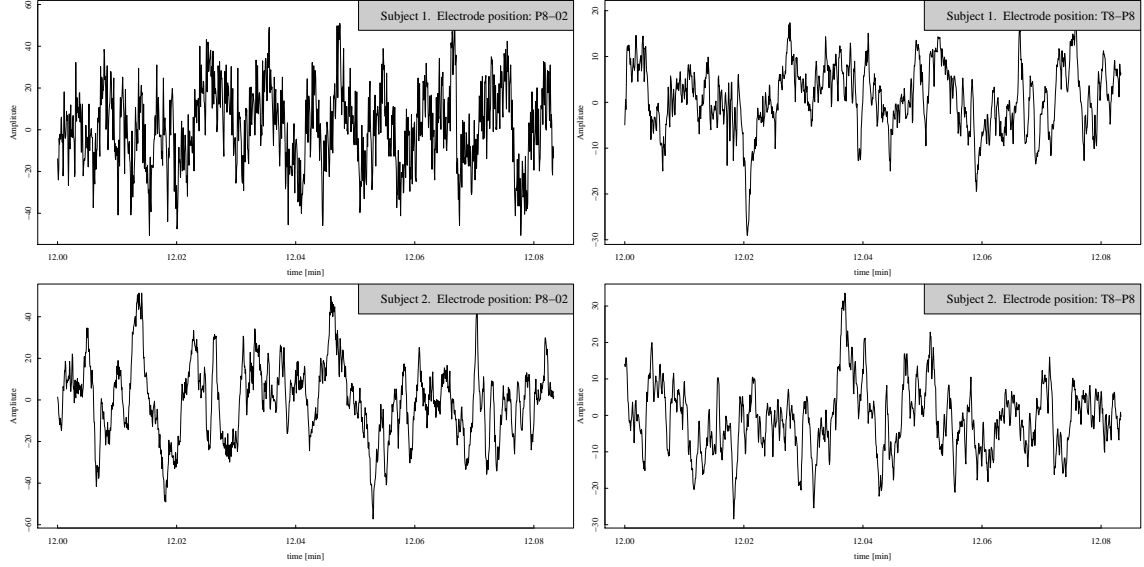 Subject 1. Electrode position: P8−02
Amplitute
60
40
20
0
−20
−40
12.00 12.02 12.04 12.06 12.08
time [min]
Subject 1. Electrode position: T8−P8
Amplitute
20
10
0
−10
−20
−30
12.00 12.02 12.04 12.06 12.08
time [min]
Subject 2. Electrode position: P8−02
Amplitute
40
20
0
−20
−40
−60
12.00 12.02 12.04 12.06 12.08
time [min]
Subject 2. Electrode position: T8−P8
Amplitute
30
20
10
0
−10
−20
−30
12.00 12.02 12.04 12.06 12.08
time [min]